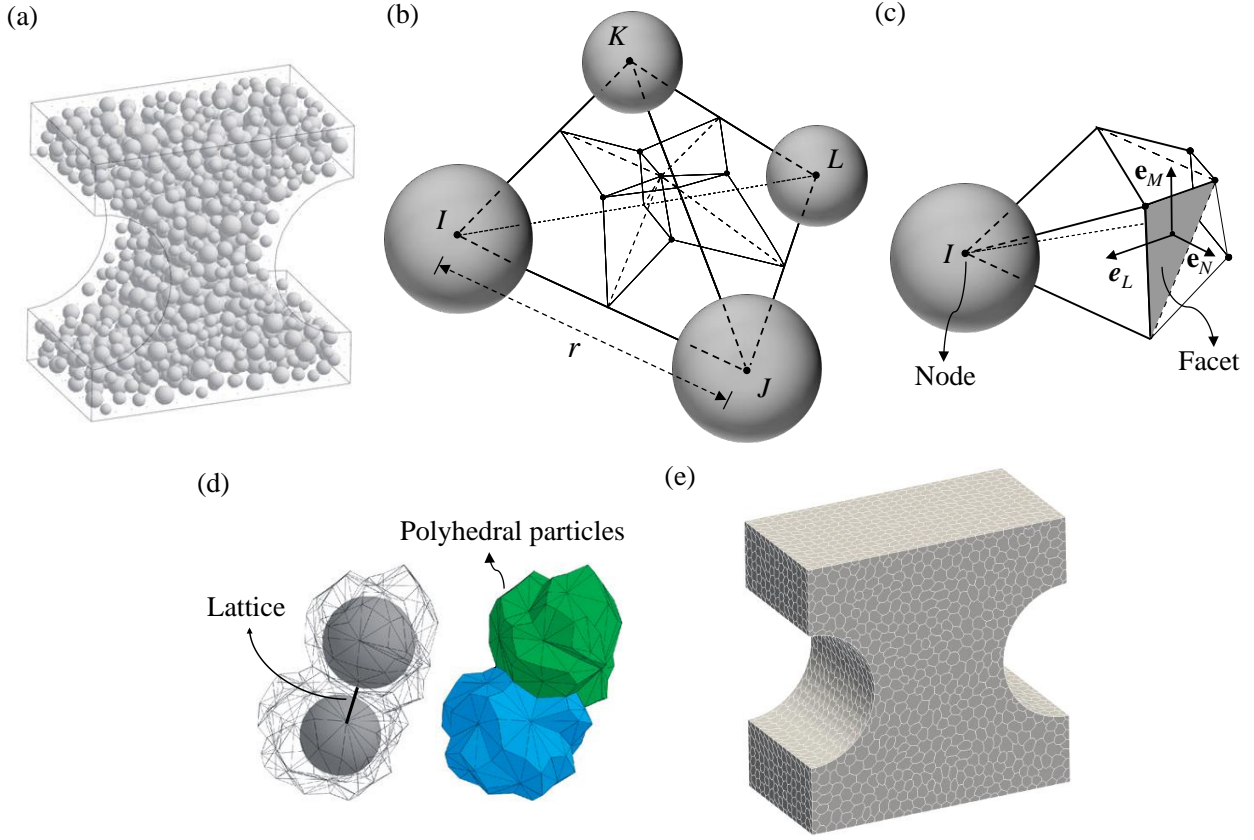 (a)
(b)
K
L
I
r
J
(c)
e_M
I
e_L
e_N
Node
Facet
(d)
Polyhedral particles
Lattice
(e)